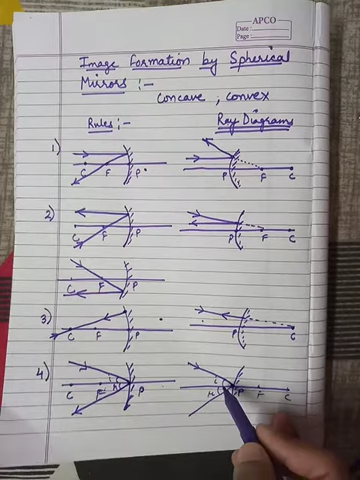 APCO
Date :
Page :
Image Formation by Spherical
Mirrors :-
Concave , Convex
Rules :-
Ray Diagrams
1)
C F P
P F C
2)
C F P
P F C
C F P
3)
C F P
P F C
4)
C F i r P
i r P F C